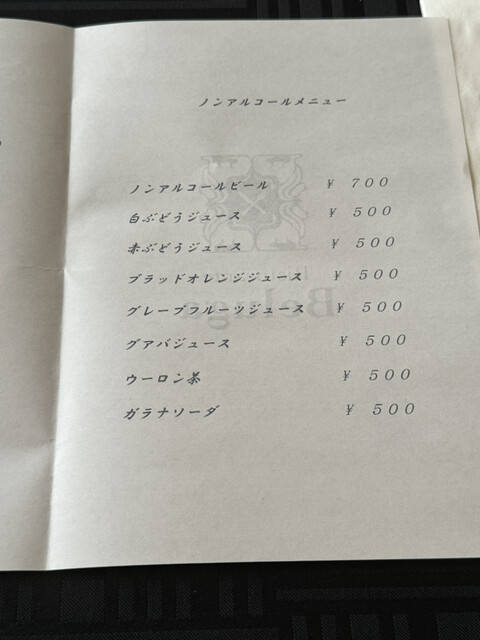 ノンアルコールメニュー
ノンアルコールビール ¥ 700
白ぶどうジュース ¥ 500
赤ぶどうジュース ¥ 500
ブラッドオレンジジュース ¥ 500
グレープフルーツジュース ¥ 500
グアバジュース ¥ 500
ウーロン茶 ¥ 500
ガラナソーダ ¥ 500
Beluga